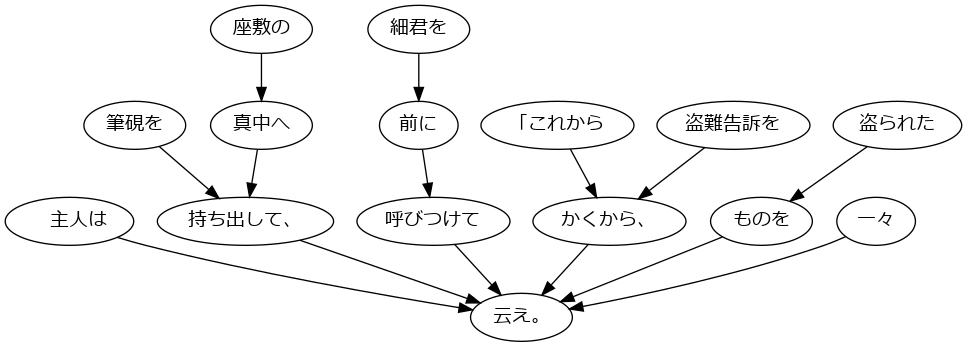 座敷の 細君を
筆硯を 真中へ 前に 「これから 盗難告訴を 盗られた
主人は 持ち出して、 呼びつけて かくから、 ものを 一々
云え。